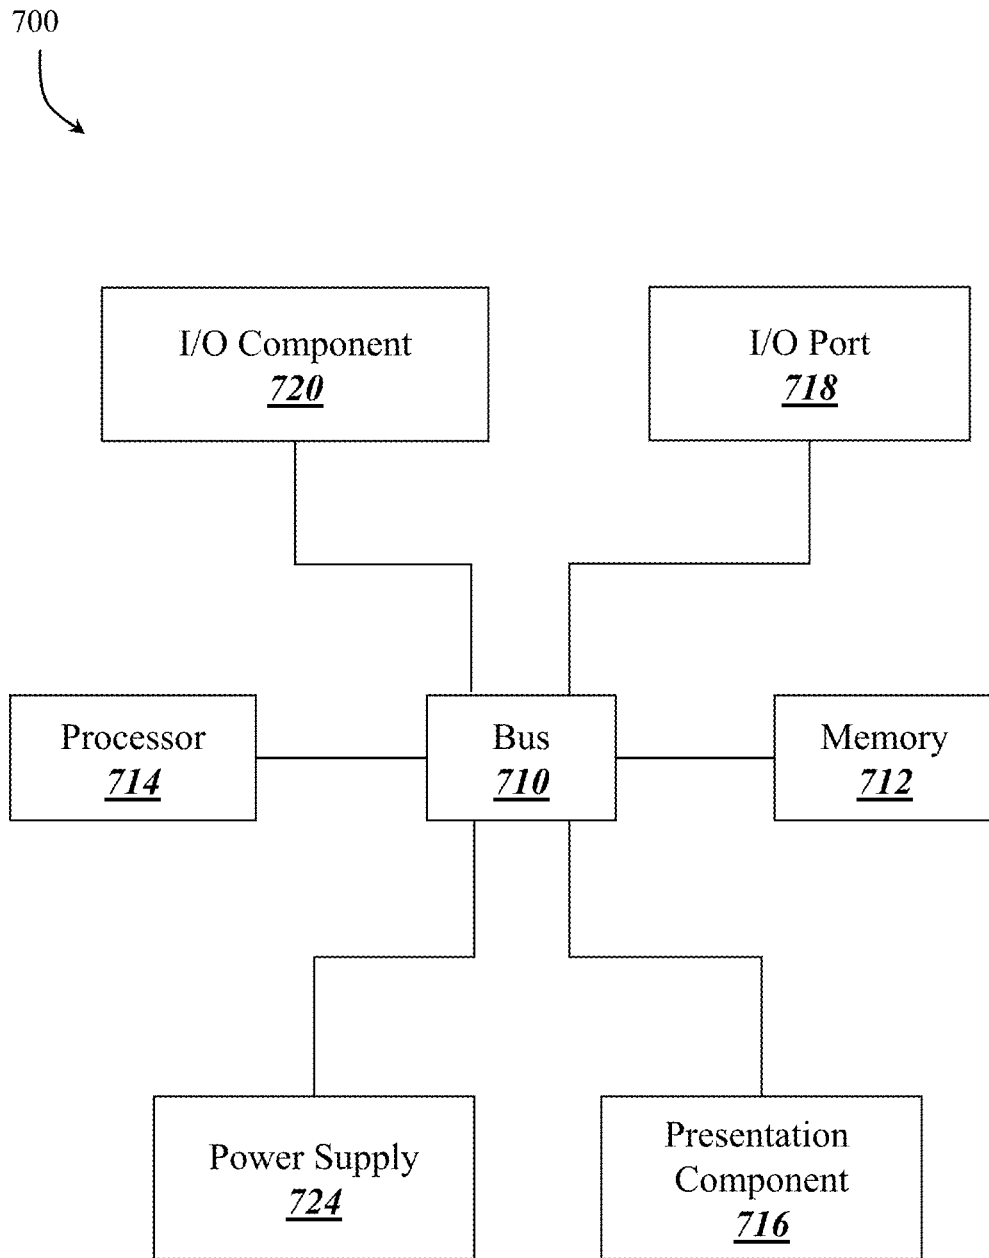 700
I/O Component
720
I/O Port
718
Processor
714
Bus
710
Memory
712
Power Supply
724
Presentation
Component
716